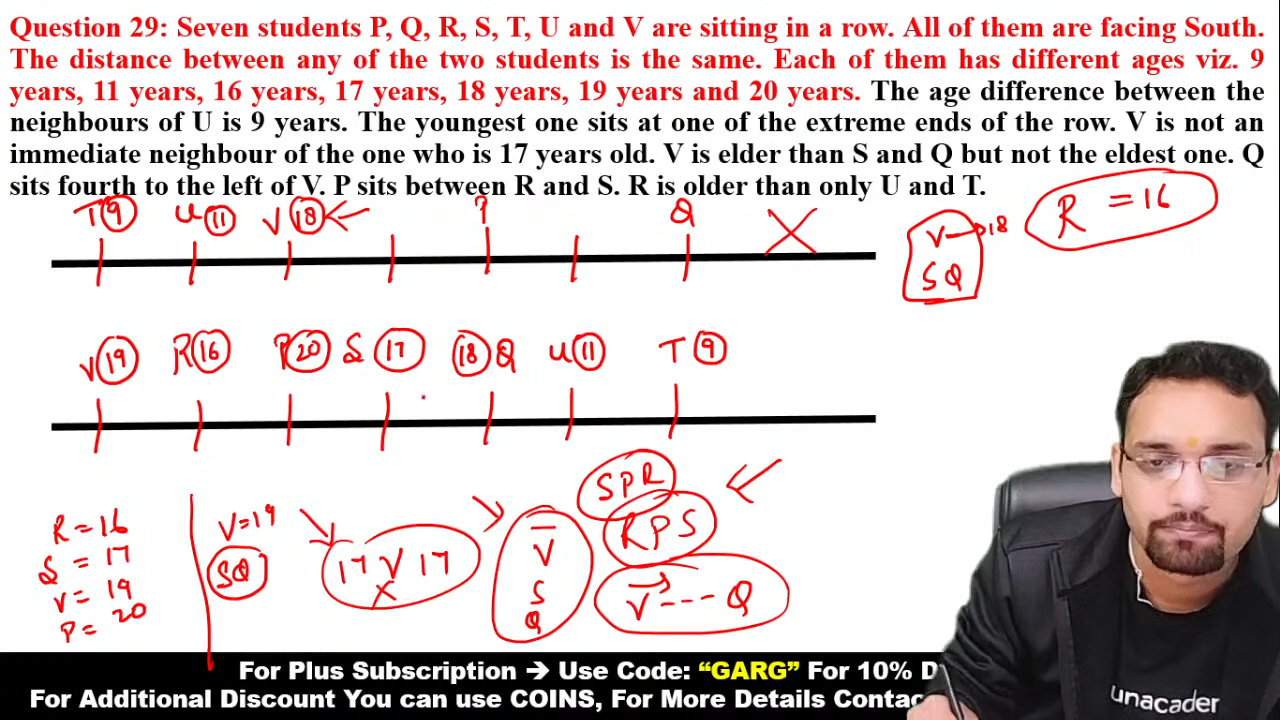 Question 29: Seven students P, Q, R, S, T, U and V are sitting in a row. All of them are facing South.
The distance between any of the two students is the same. Each of them has different ages viz. 9
years, 11 years, 16 years, 17 years, 18 years, 19 years and 20 years. The age difference between the
neighbours of U is 9 years. The youngest one sits at one of the extreme ends of the row. V is not an
immediate neighbour of the one who is 17 years old. V is elder than S and Q but not the eldest one. Q
sits fourth to the left of V. P sits between R and S. R is older than only U and T.
T 9 U 11 V 18 ? Q
V → 18
S Q
R = 16
V 19 R 16 P 20 S 17 18 Q U 11 T 9
R = 16
S = 17
V = 19
P = 20
V = 19
SQ
17 V 17
V
S
Q
SPR
RPS
V --- Q
For Plus Subscription → Use Code: “GARG” For 10% D
For Additional Discount You can use COINS, For More Details Contac
unacader